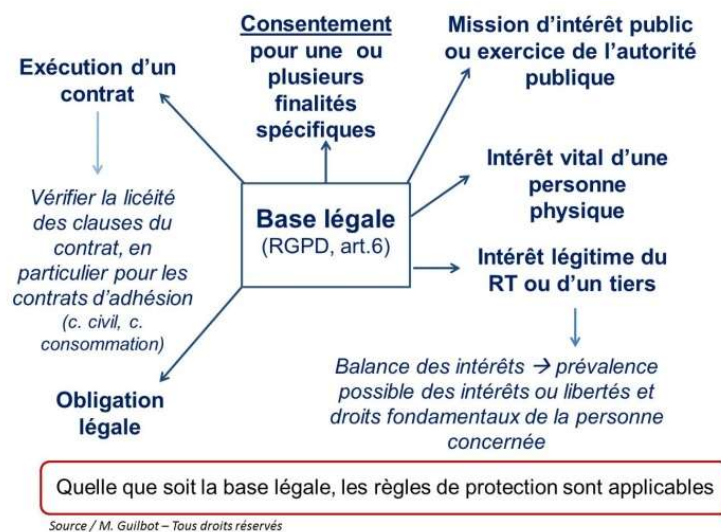 Consentement
pour une ou
plusieurs
finalités
spécifiques
Mission d'intérêt public
ou exercice de l'autorité
publique
Exécution d'un
contrat
Intérêt vital d'une
personne
physique
Vérifier la licéité
des clauses du
contrat, en
particulier pour les
contrats d'adhésion
(c. civil, c.
consommation)
Base légale
(RGPD, art.6)
Intérêt légitime du
RT ou d'un tiers
Balance des intérêts → prévalence
possible des intérêts ou libertés et
droits fondamentaux de la personne
concernée
Obligation
légale
Quelle que soit la base légale, les règles de protection sont applicables
Source / M. Guilbot – Tous droits réservés